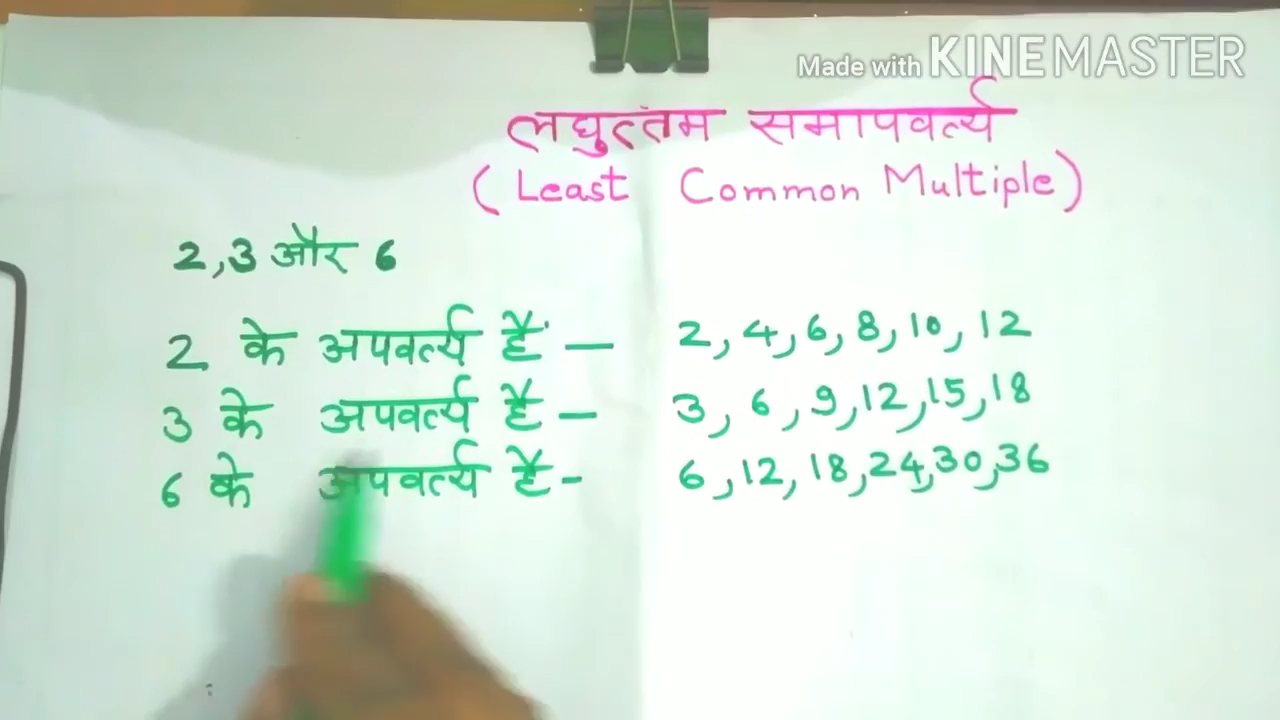 Made with KINEMASTER
लघुत्तंम समापवर्त्य
(Least Common Multiple)
2,3 और 6
2 के अपवर्त्य हैं — 2, 4, 6, 8, 10, 12
3 के अपवर्त्य है — 3, 6, 9, 12, 15, 18
6 के अपवर्त्य है - 6, 12, 18, 24, 30, 36